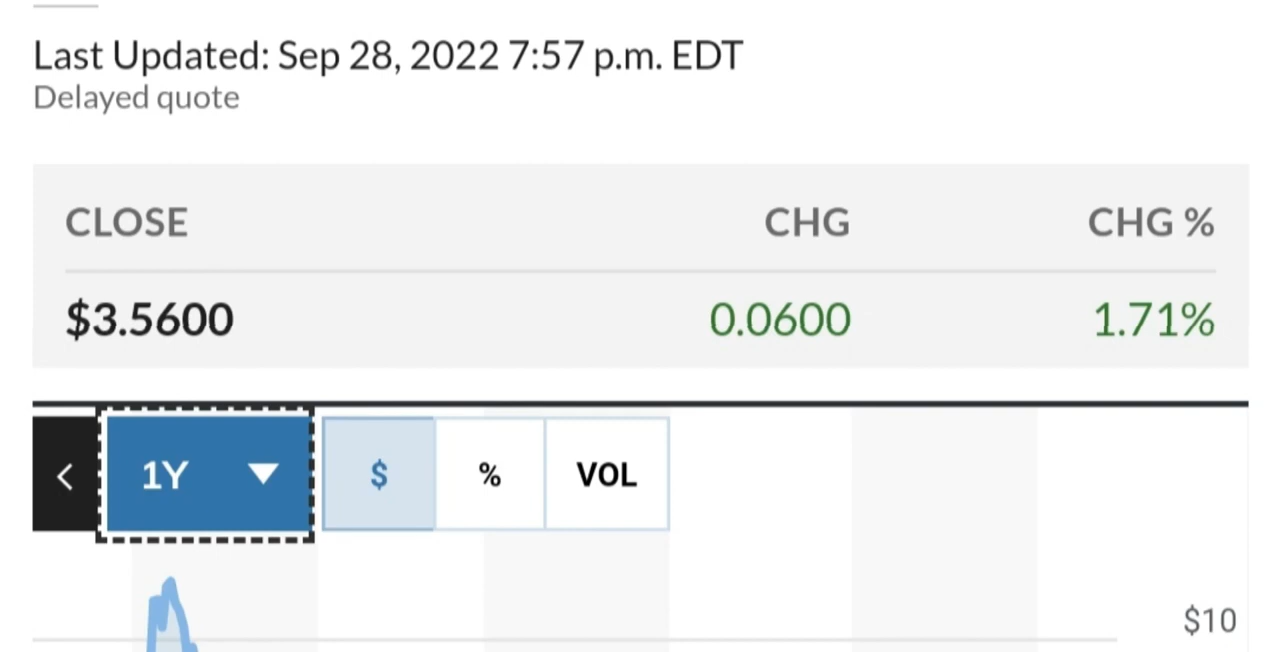 Last Updated: Sep 28, 2022 7:57 p.m. EDT
Delayed quote
CLOSE CHG CHG %
$3.5600 0.0600 1.71%
1Y $ % VOL
$10